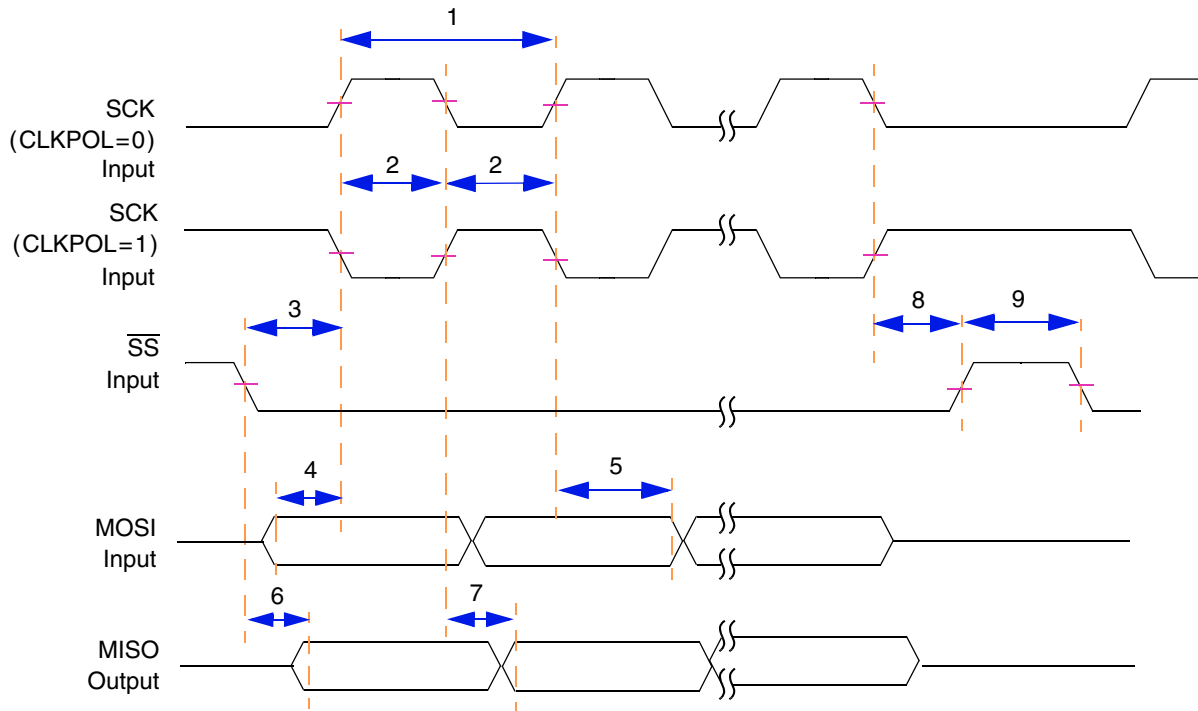 1
SCK
(CLKPOL=0)
Input
2
2
SCK
(CLKPOL=1)
Input
3
8
9
S̅S̅
Input
4
5
MOSI
Input
6
7
MISO
Output